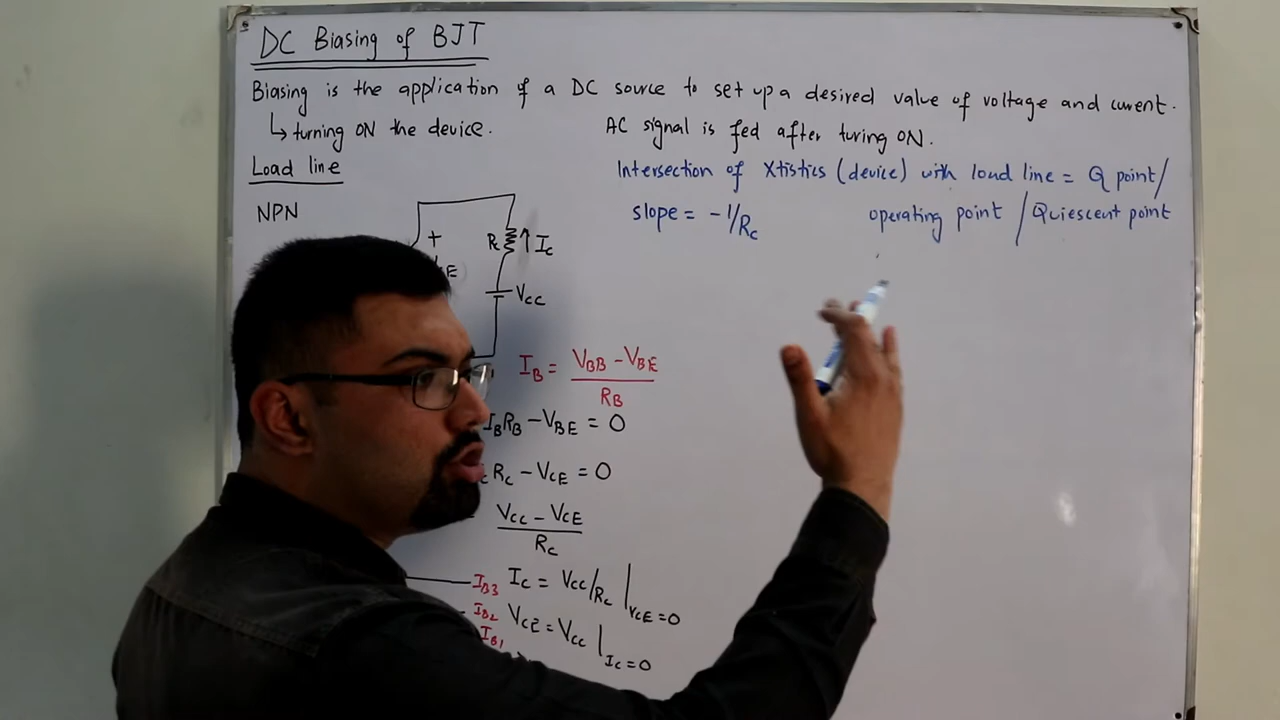 DC Biasing of BJT
Biasing is the application of a DC source to set up a desired value of voltage and current.
↳ turning ON the device.
AC signal is fed after turing ON.
Load line
Intersection of Xtistics (device) with load line = Q point/
operating point / Quiescent point
slope = -1/Rc
NPN
+
E
R
↑ Ic
Vcc
IB = VBB - VBE / RB
IBRB - VBE = 0
Rc - VCE = 0
Vcc - VCE / Rc
IB3
Ic = Vcc/Rc | VCE=0
IB2
VCE = Vcc | Ic=0
IB1